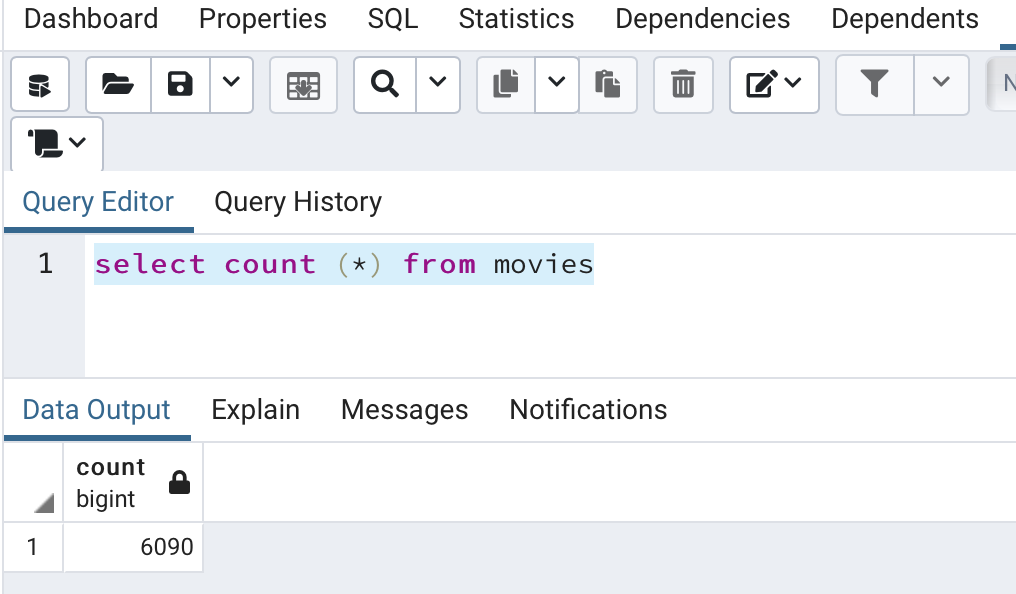 Dashboard Properties SQL Statistics Dependencies Dependents
N
Query Editor Query History
1 select count (*) from movies
Data Output Explain Messages Notifications
count
bigint
1 6090